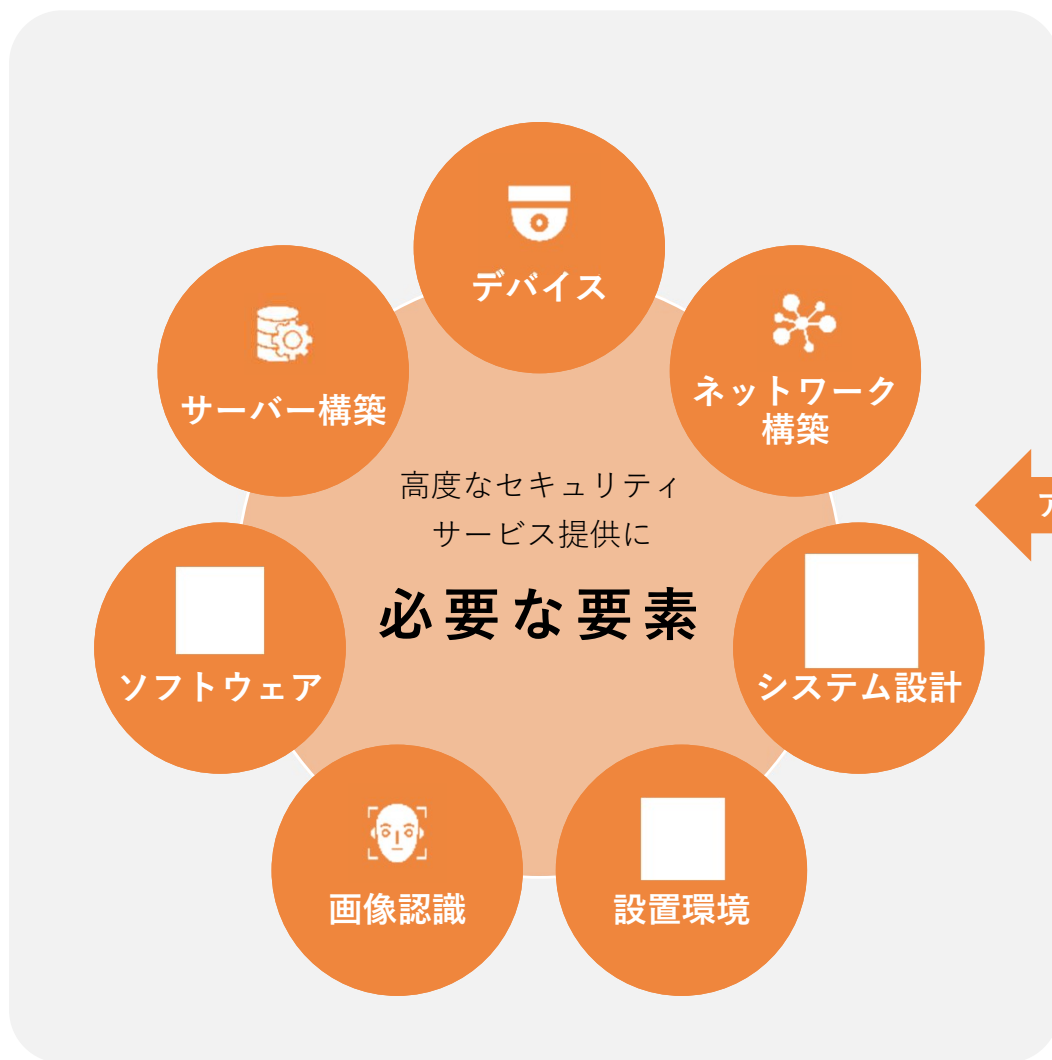 デバイス
サーバー構築
ネットワーク
構築
高度なセキュリティ
サービス提供に
必要な要素
ソフトウェア
システム設計
画像認識
設置環境